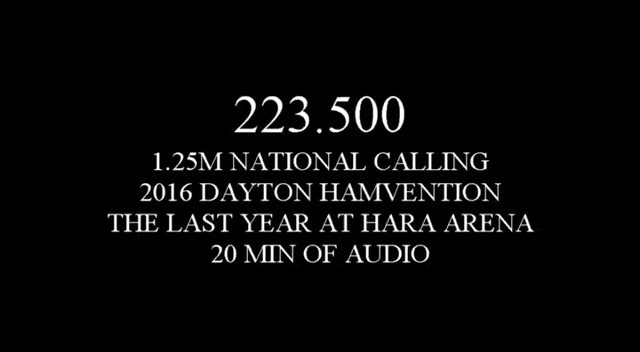 223.500
1.25M NATIONAL CALLING
2016 DAYTON HAMVENTION
THE LAST YEAR AT HARA ARENA
20 MIN OF AUDIO